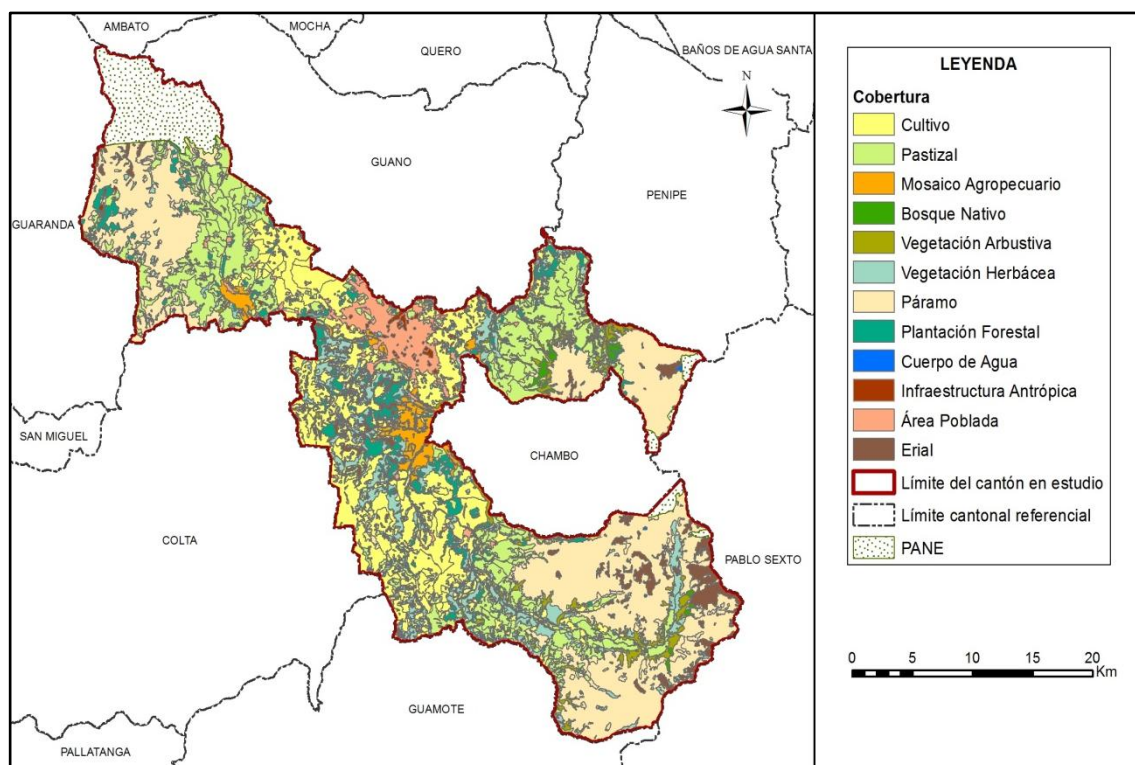 AMBATO
MOCHA
QUERO
BAÑOS DE AGUA SANTA
N
GUANO
PENIPE
GUARANDA
SAN MIGUEL
CHAMBO
COLTA
PABLO SEXTO
GUAMOTE
PALLATANGA
LEYENDA
Cobertura
Cultivo
Pastizal
Mosaico Agropecuario
Bosque Nativo
Vegetación Arbustiva
Vegetación Herbácea
Páramo
Plantación Forestal
Cuerpo de Agua
Infraestructura Antrópica
Área Poblada
Erial
Límite del cantón en estudio
Límite cantonal referencial
PANE
0 5 10 15 20
Km